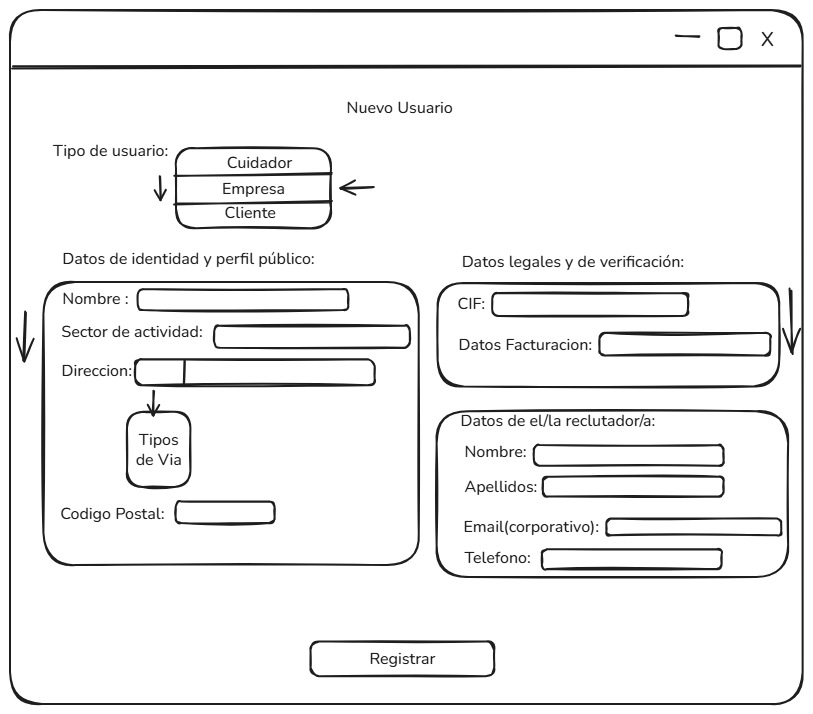 X
Nuevo Usuario
Tipo de usuario:
Cuidador
Empresa
Cliente
Datos de identidad y perfil público:
Nombre :
Sector de actividad:
Direccion:
Tipos
de Via
Codigo Postal:
Datos legales y de verificación:
CIF:
Datos Facturacion:
Datos de el/la reclutador/a:
Nombre:
Apellidos:
Email(corporativo):
Telefono:
Registrar